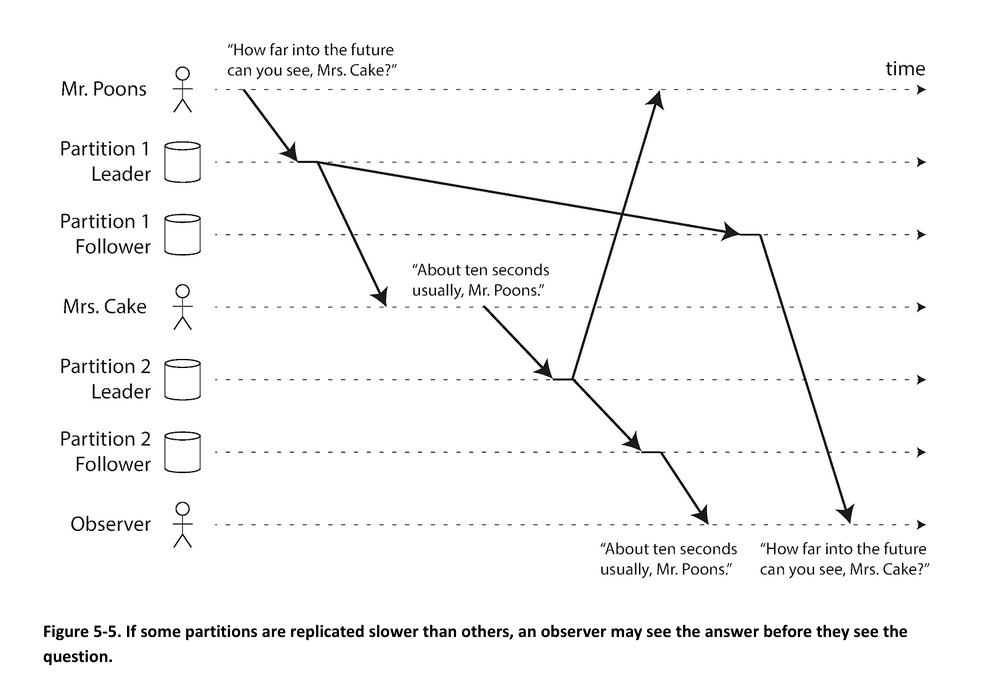 “How far into the future
can you see, Mrs. Cake?”
time
Mr. Poons
Partition 1
Leader
Partition 1
Follower
“About ten seconds
usually, Mr. Poons.”
Mrs. Cake
Partition 2
Leader
Partition 2
Follower
Observer
“About ten seconds
usually, Mr. Poons.”
“How far into the future
can you see, Mrs. Cake?”
Figure 5-5. If some partitions are replicated slower than others, an observer may see the answer before they see the
question.